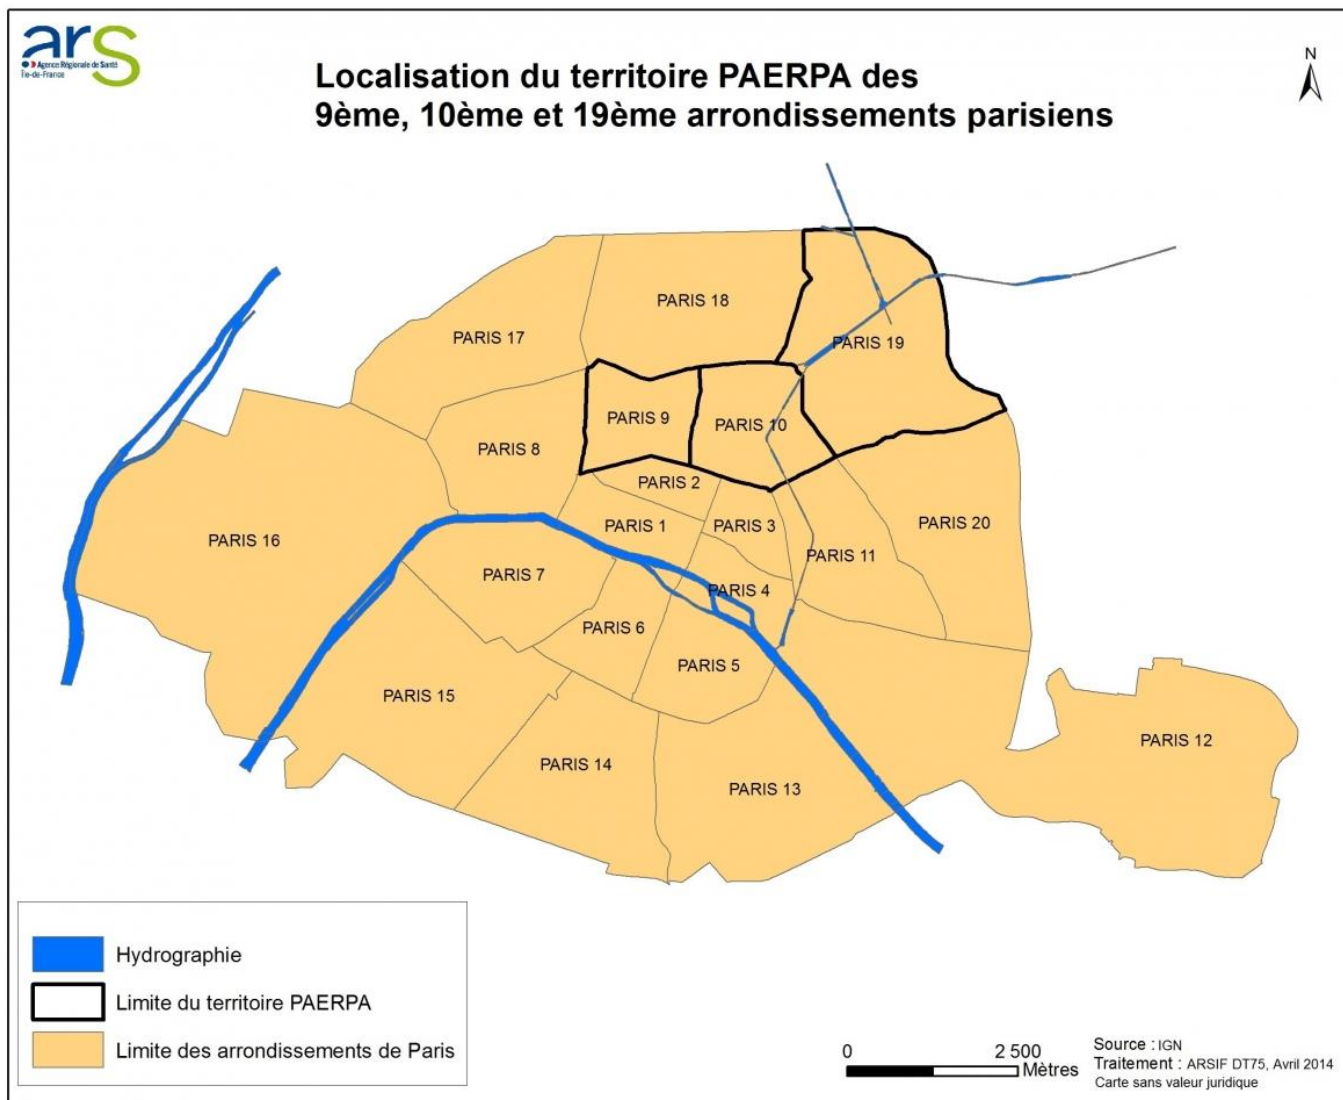 ars
Agence Régionale de Santé
Île-de-France
N
Localisation du territoire PAERPA des
9ème, 10ème et 19ème arrondissements parisiens
PARIS 18
PARIS 17
PARIS 19
PARIS 9
PARIS 10
PARIS 8
PARIS 2
PARIS 1
PARIS 3
PARIS 20
PARIS 16
PARIS 11
PARIS 7
PARIS 4
PARIS 6
PARIS 5
PARIS 15
PARIS 12
PARIS 14
PARIS 13
Hydrographie
Limite du territoire PAERPA
Limite des arrondissements de Paris
0 2 500
Mètres
Source : IGN
Traitement : ARSIF DT75, Avril 2014
Carte sans valeur juridique